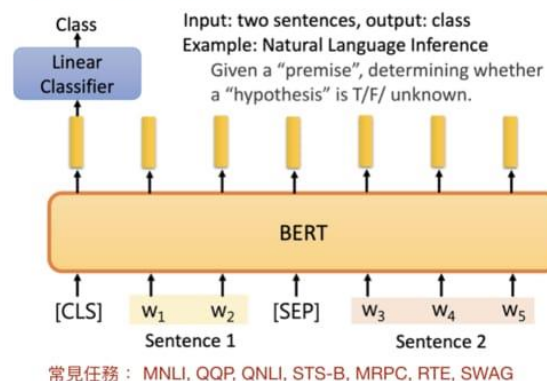 Class
Linear
Classifier
Input: two sentences, output: class
Example: Natural Language Inference
Given a “premise”, determining whether
a “hypothesis” is T/F/ unknown.
BERT
[CLS] w₁ w₂ [SEP] w₃ w₄ w₅
Sentence 1 Sentence 2
常見任務： MNLI, QQP, QNLI, STS-B, MRPC, RTE, SWAG